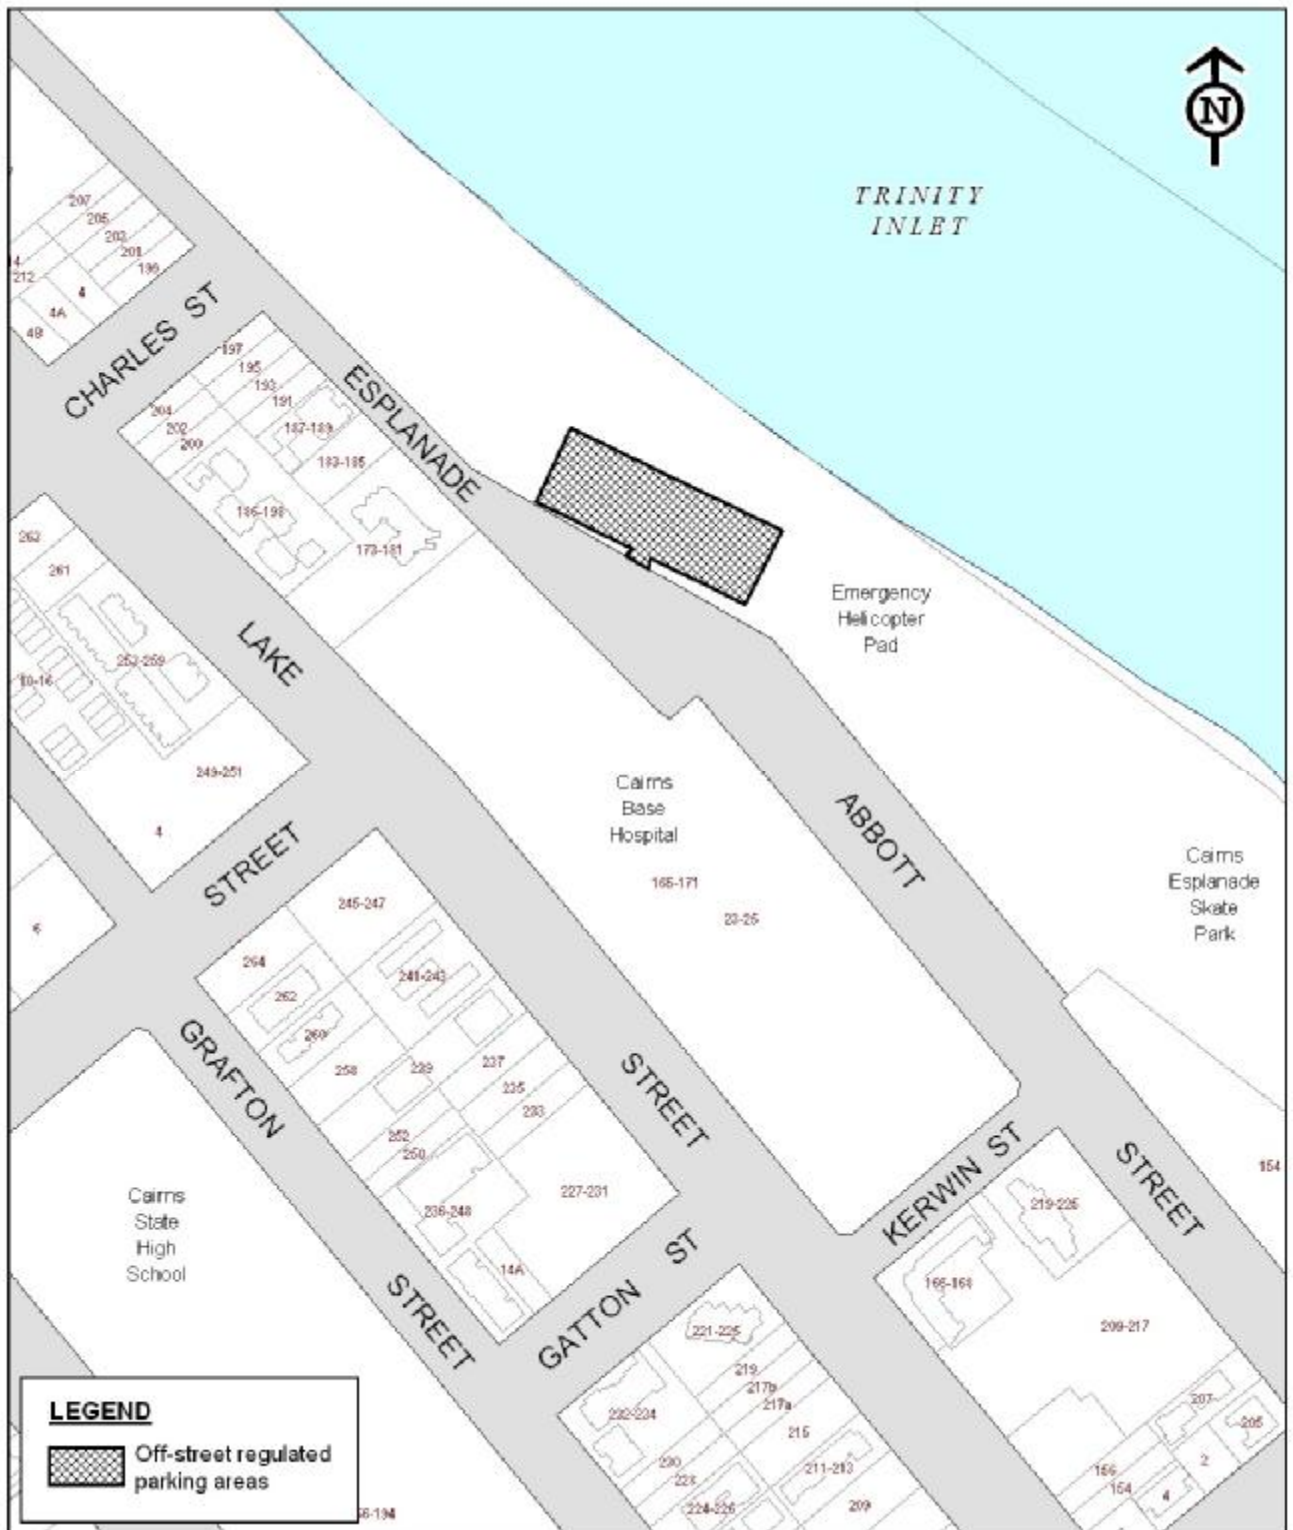 N
TRINITY
INLET
207
205
203
201
199
212
4
4A
4B
CHARLES ST
197
195
193
191
187-189
183-185
204
202
200
186-198
173-181
ESPLANADE
263
261
253-259
10-16
249-251
4
LAKE
STREET
Emergency
Helicopter
Pad
Cairns
Base
Hospital
165-171
23-25
ABBOTT
Cairns
Esplanade
Skate
Park
6
245-247
264
262
260
258
241-243
239
237
235
233
252
250
236-248
227-231
14A
GRAFTON
STREET
STREET
KERWIN ST
STREET
154
Cairns
State
High
School
GATTON ST
219-225
209-217
207
205
2
156
154
4
221-225
219
217b
217a
215
211-213
209
232-234
230
228
224-226
LEGEND
Off-street regulated
parking areas